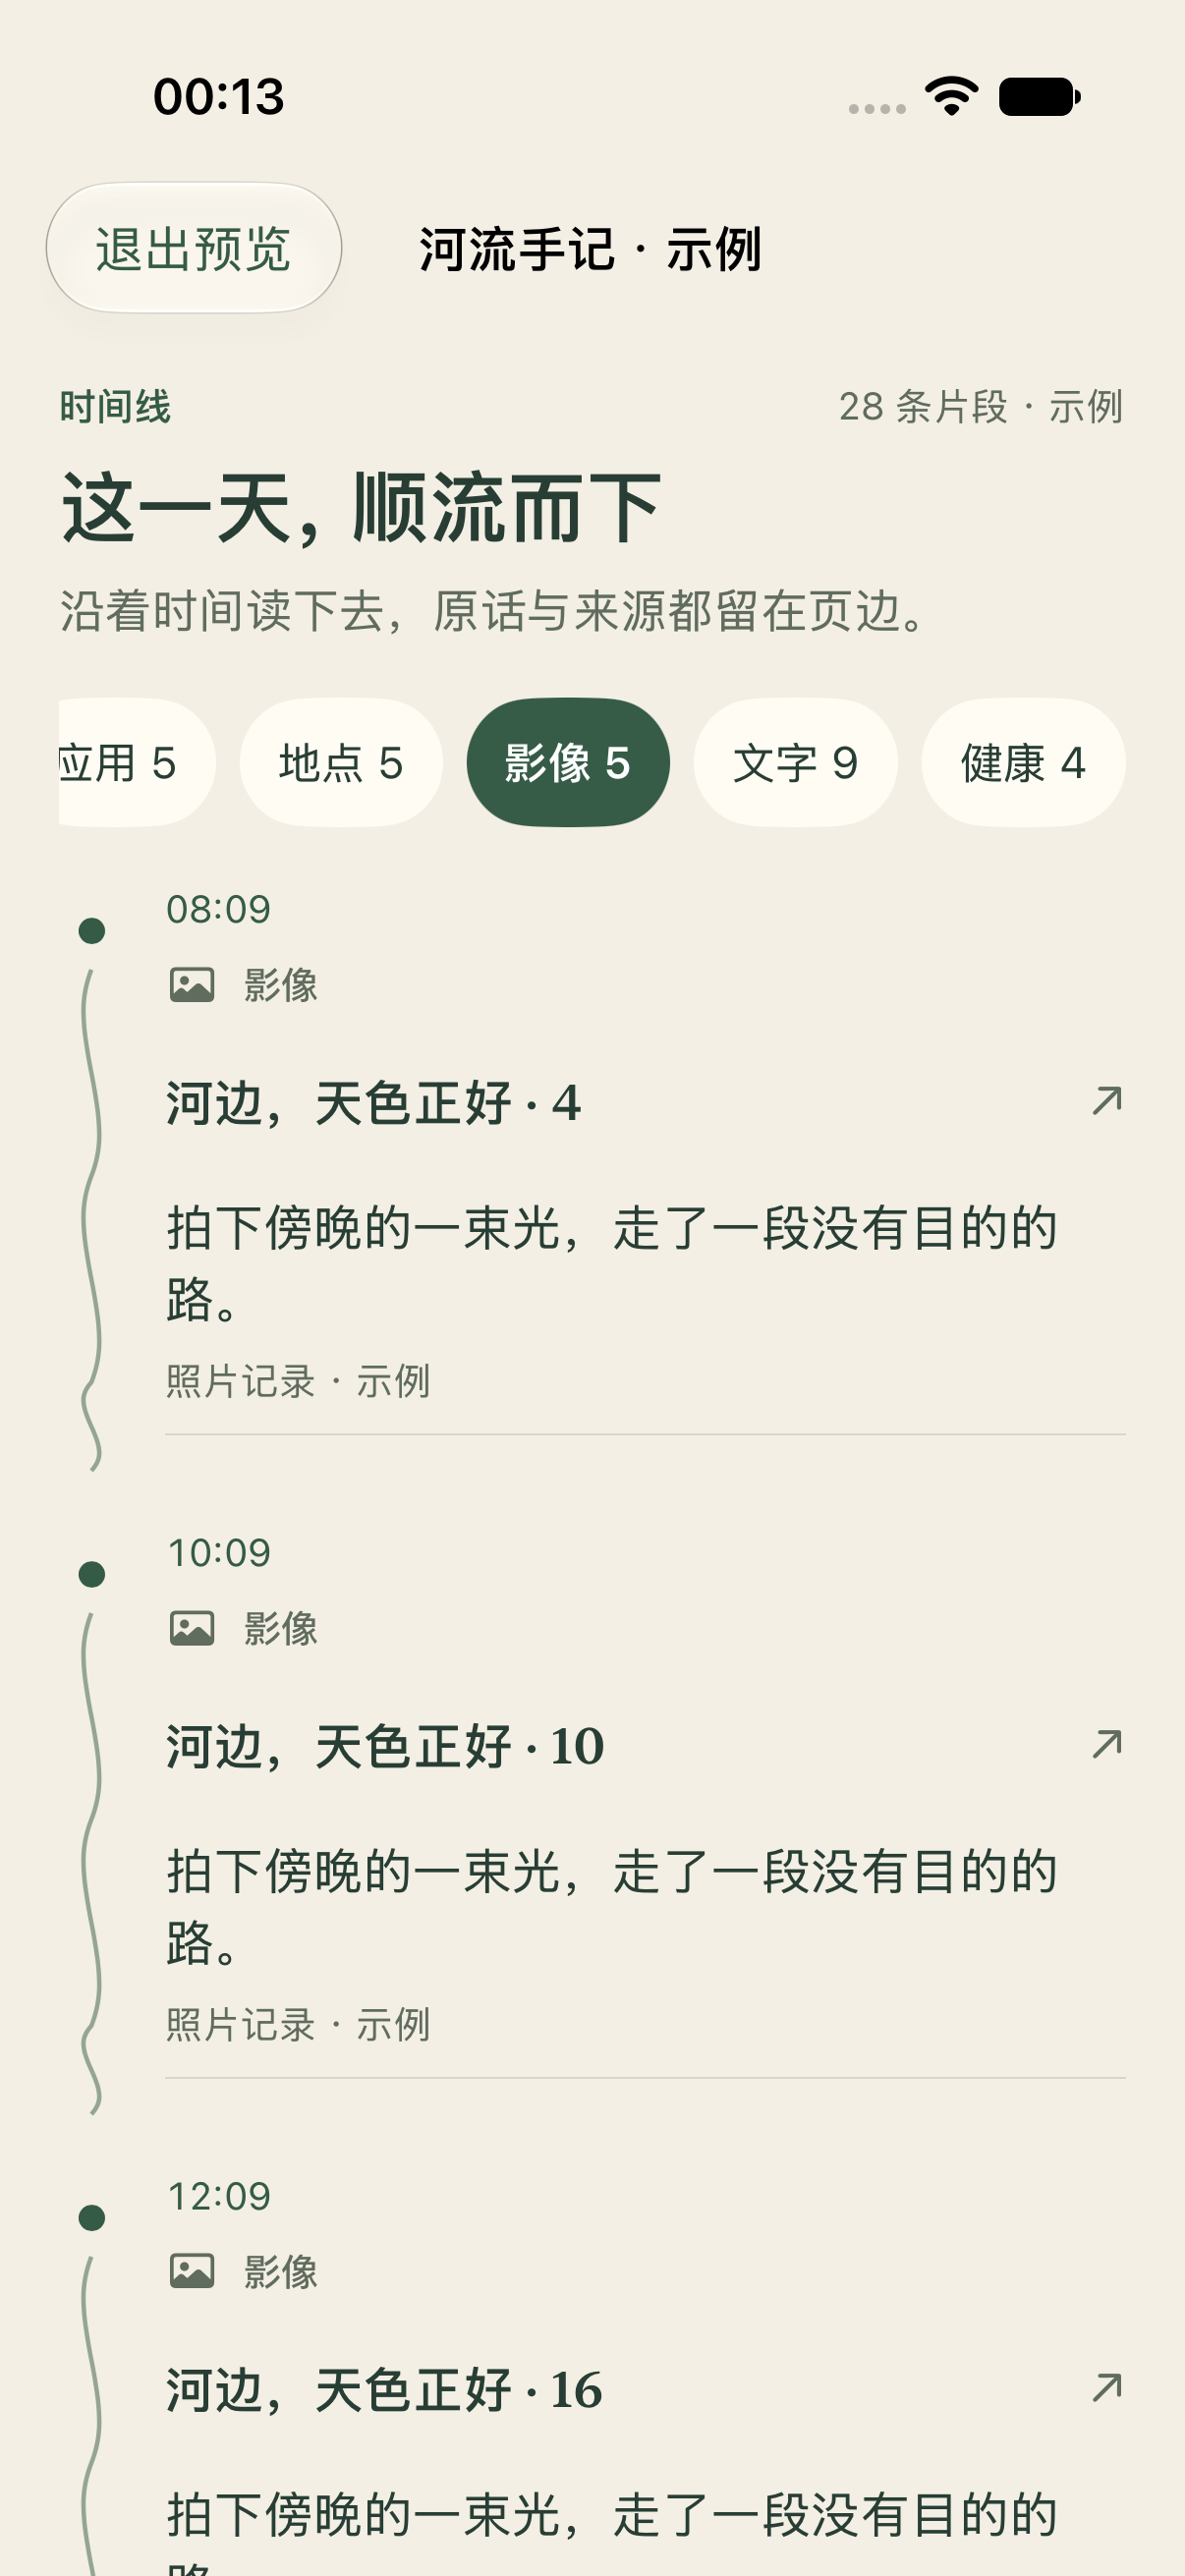 00:13
退出预览
河流手记 · 示例
时间线
28 条片段 · 示例
这一天，顺流而下
沿着时间读下去，原话与来源都留在页边。
应用 5
地点 5
影像 5
文字 9
健康 4
08:09
影像
河边，天色正好 · 4
拍下傍晚的一束光，走了一段没有目的的
路。
照片记录 · 示例
10:09
影像
河边，天色正好 · 10
拍下傍晚的一束光，走了一段没有目的的
路。
照片记录 · 示例
12:09
影像
河边，天色正好 · 16
拍下傍晚的一束光，走了一段没有目的的